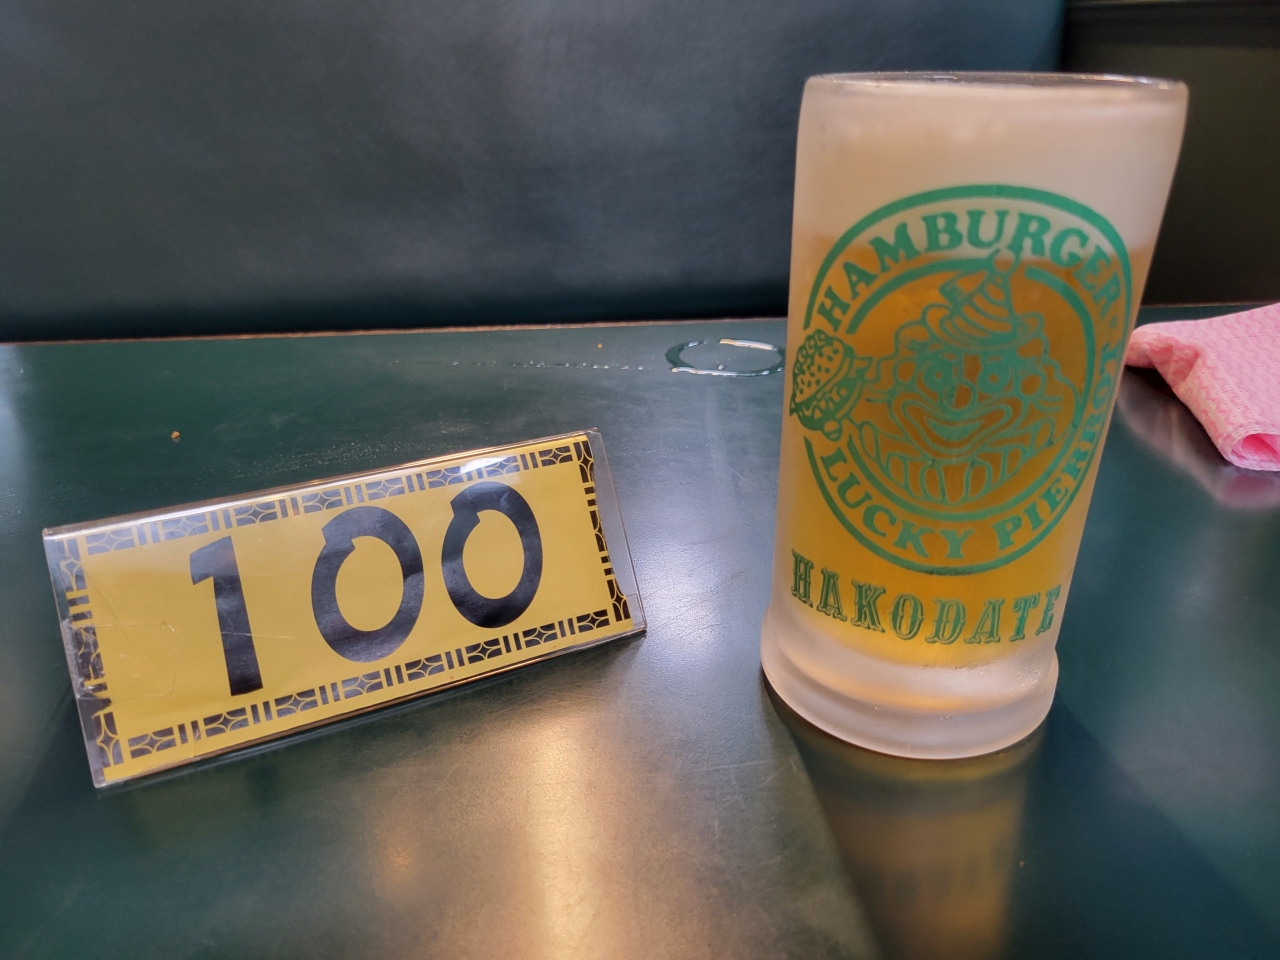 100
HAMBURGER
LUCKY PIERROT
HAKODATE